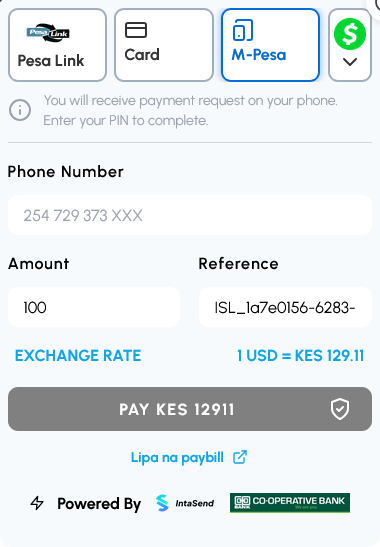 Pesa Link
Pesa Link
Card
M-Pesa
$
You will receive payment request on your phone.
Enter your PIN to complete.
Phone Number
254 729 373 XXX
Amount
Reference
100
ISL_1a7e0156-6283-
EXCHANGE RATE
1 USD = KES 129.11
PAY KES 12911
Lipa na paybill
Powered By
IntaSend
CO-OPERATIVE BANK
We are you